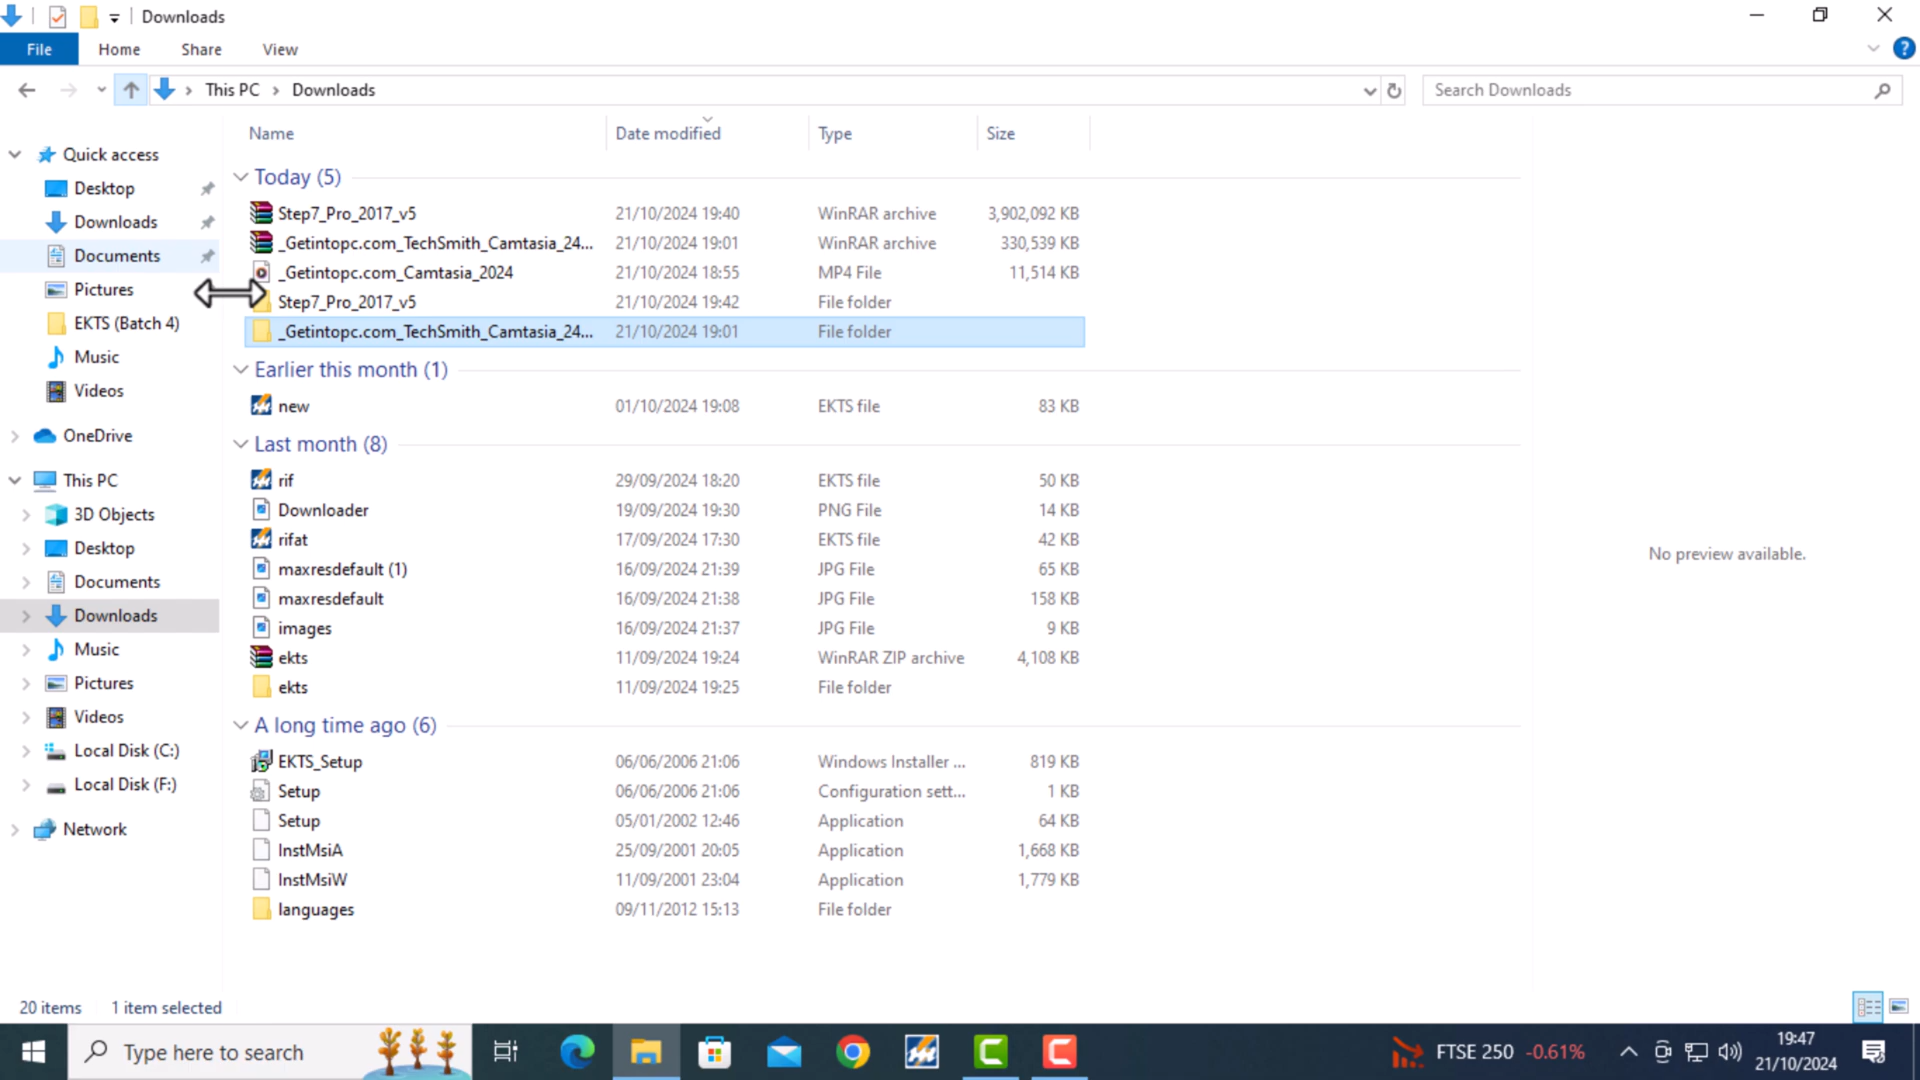 Downloads
File Home Share View
This PC > Downloads
Search Downloads
Name Date modified Type Size
Quick access
Desktop
Downloads
Documents
Pictures
EKTS (Batch 4)
Music
Videos
OneDrive
This PC
3D Objects
Desktop
Documents
Downloads
Music
Pictures
Videos
Local Disk (C:)
Local Disk (F:)
Network
Today (5)
Step7_Pro_2017_v5 21/10/2024 19:40 WinRAR archive 3,902,092 KB
_Getintopc.com_TechSmith_Camtasia_24... 21/10/2024 19:01 WinRAR archive 330,539 KB
_Getintopc.com_Camtasia_2024 21/10/2024 18:55 MP4 File 11,514 KB
Step7_Pro_2017_v5 21/10/2024 19:42 File folder
_Getintopc.com_TechSmith_Camtasia_24... 21/10/2024 19:01 File folder
Earlier this month (1)
new 01/10/2024 19:08 EKTS file 83 KB
Last month (8)
rif 29/09/2024 18:20 EKTS file 50 KB
Downloader 19/09/2024 19:30 PNG File 14 KB
rifat 17/09/2024 17:30 EKTS file 42 KB
maxresdefault (1) 16/09/2024 21:39 JPG File 65 KB
maxresdefault 16/09/2024 21:38 JPG File 158 KB
images 16/09/2024 21:37 JPG File 9 KB
ekts 11/09/2024 19:24 WinRAR ZIP archive 4,108 KB
ekts 11/09/2024 19:25 File folder
A long time ago (6)
EKTS_Setup 06/06/2006 21:06 Windows Installer ... 819 KB
Setup 06/06/2006 21:06 Configuration sett... 1 KB
Setup 05/01/2002 12:46 Application 64 KB
InstMsiA 25/09/2001 20:05 Application 1,668 KB
InstMsiW 11/09/2001 23:04 Application 1,779 KB
languages 09/11/2012 15:13 File folder
No preview available.
20 items 1 item selected
Type here to search
FTSE 250 -0.61%
19:47
21/10/2024